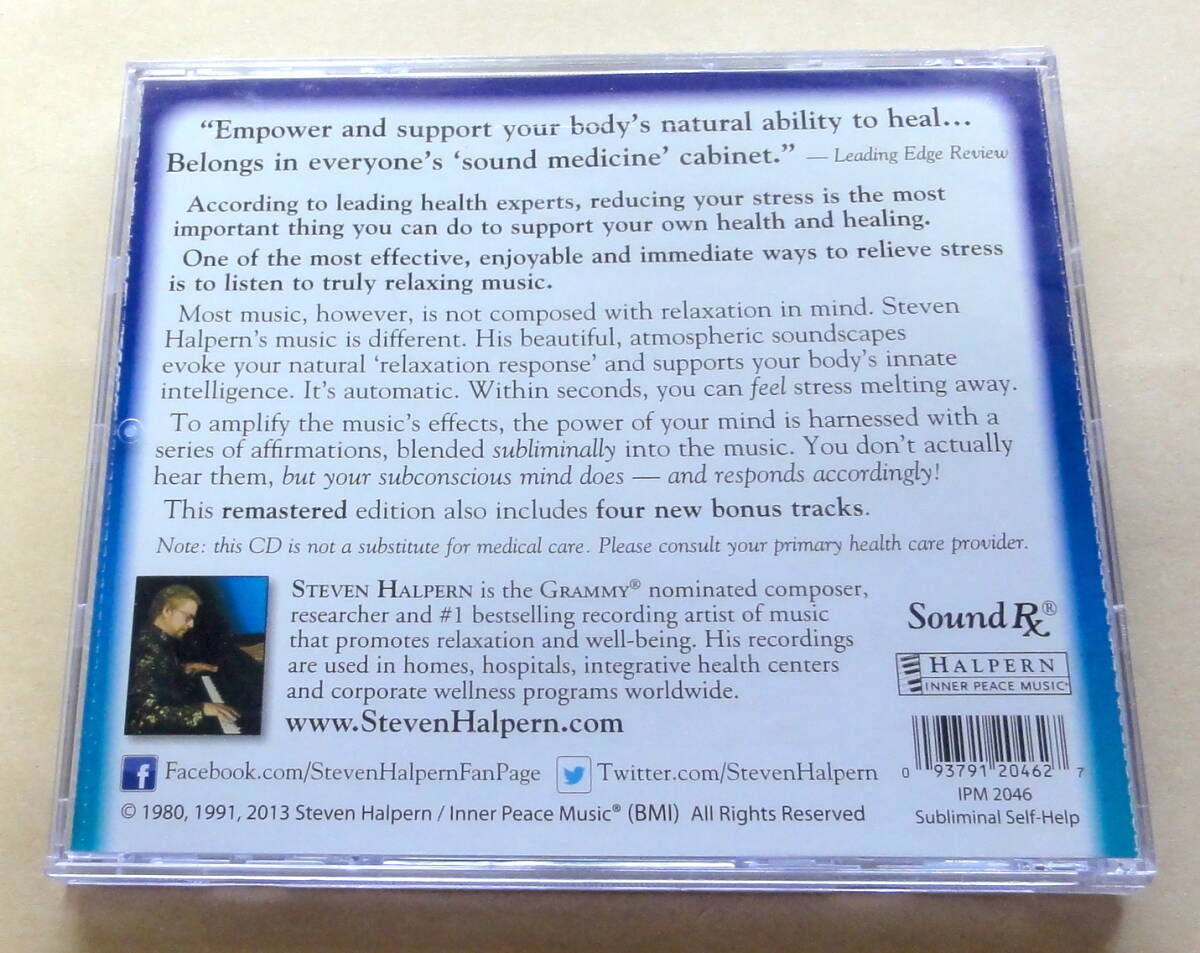 “Empower and support your body’s natural ability to heal...
Belongs in everyone’s ‘sound medicine’ cabinet.” — Leading Edge Review
According to leading health experts, reducing your stress is the most
important thing you can do to support your own health and healing.
One of the most effective, enjoyable and immediate ways to relieve stress
is to listen to truly relaxing music.
Most music, however, is not composed with relaxation in mind. Steven
Halpern’s music is different. His beautiful, atmospheric soundscapes
evoke your natural ‘relaxation response’ and supports your body’s innate
intelligence. It’s automatic. Within seconds, you can feel stress melting away.
To amplify the music’s effects, the power of your mind is harnessed with a
series of affirmations, blended subliminally into the music. You don’t actually
hear them, but your subconscious mind does — and responds accordingly!
This remastered edition also includes four new bonus tracks.
Note: this CD is not a substitute for medical care. Please consult your primary health care provider.
STEVEN HALPERN is the GRAMMY® nominated composer,
researcher and #1 bestselling recording artist of music
that promotes relaxation and well-being. His recordings
are used in homes, hospitals, integrative health centers
and corporate wellness programs worldwide.
www.StevenHalpern.com
Sound Rx®
HALPERN
INNER PEACE MUSIC®
f Facebook.com/StevenHalpernFanPage Twitter.com/StevenHalpern
© 1980, 1991, 2013 Steven Halpern / Inner Peace Music® (BMI) All Rights Reserved
0 93791 20462 7
IPM 2046
Subliminal Self-Help